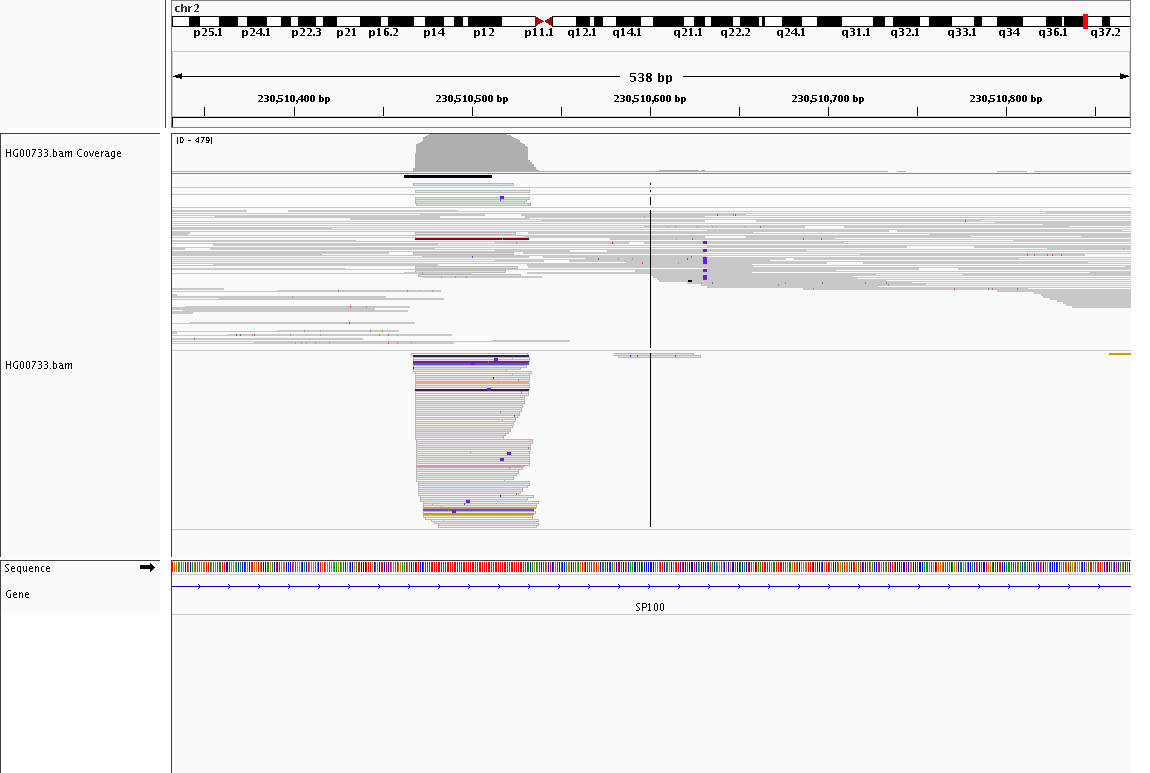 chr2
p25.1 p24.1 p22.3 p21 p16.2 p14 p12 p11.1 q12.1 q14.1 q21.1 q22.2 q24.1 q31.1 q32.1 q33.1 q34 q36.1 q37.2
538 bp
230,510,400 bp 230,510,500 bp 230,510,600 bp 230,510,700 bp 230,510,800 bp
[0 - 479]
HG00733.bam Coverage
HG00733.bam
Sequence
Gene
SP100